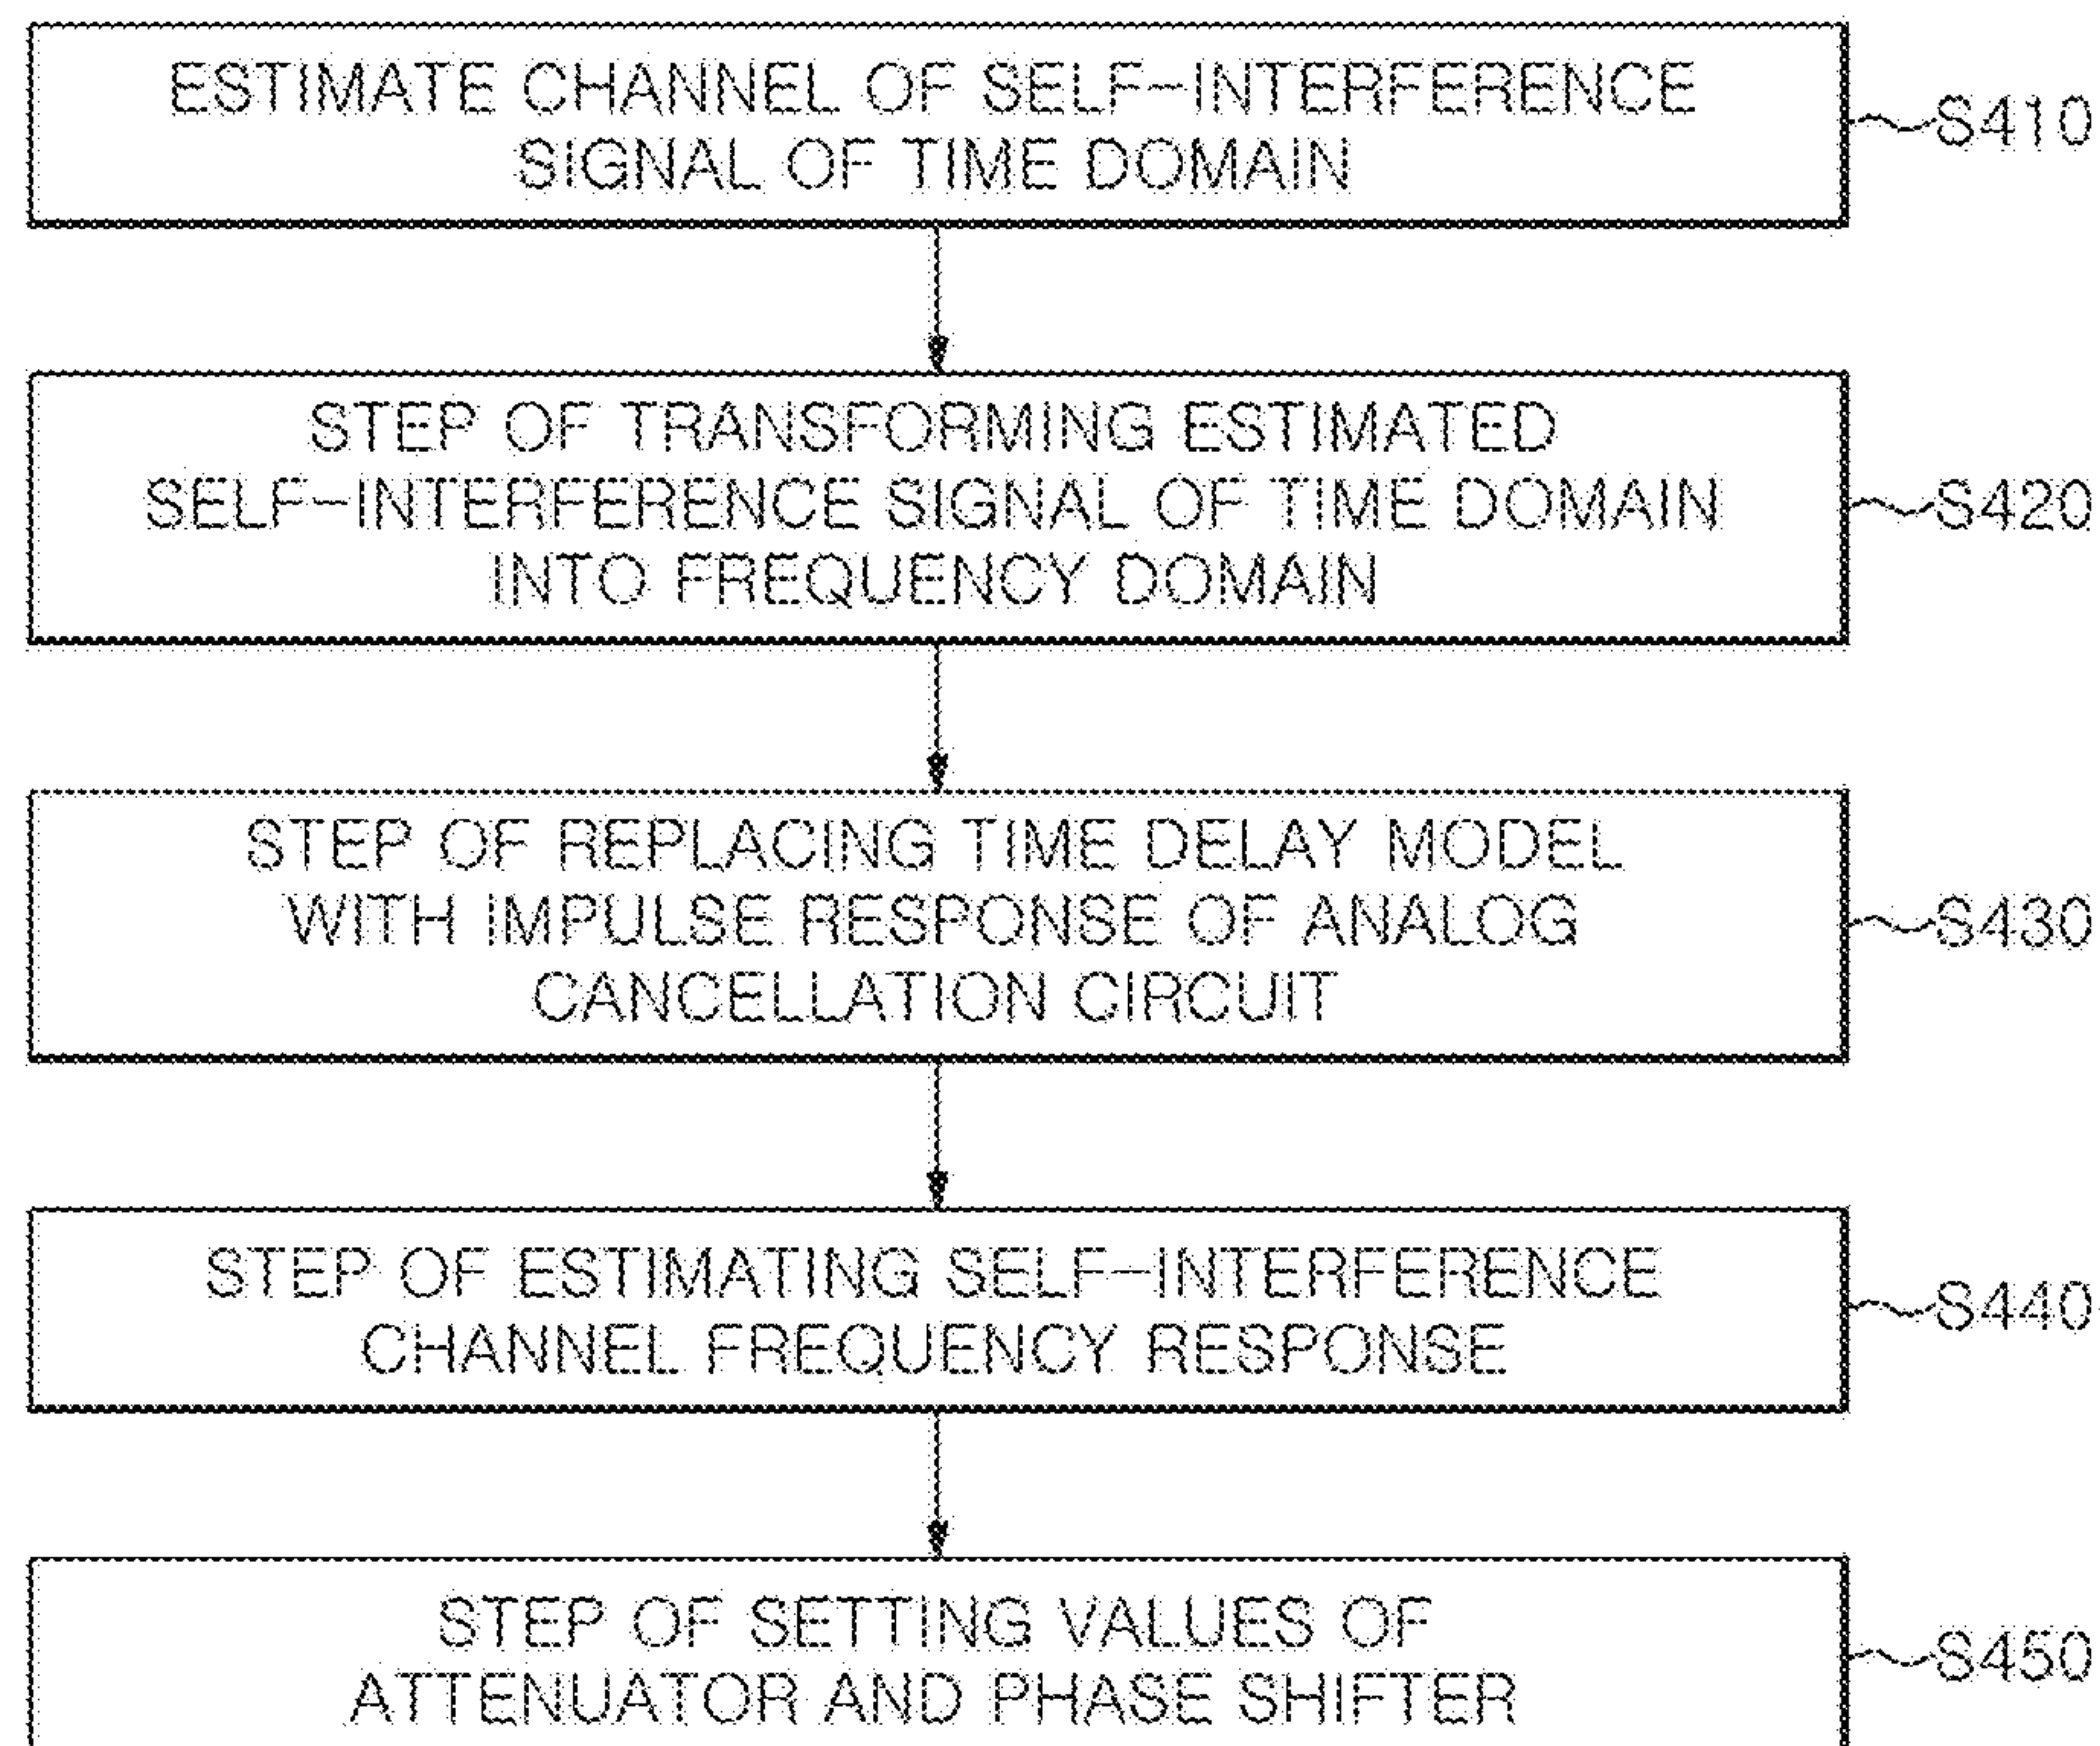 ESTIMATE CHANNEL OF SELF-INTERFERENCE
SIGNAL OF TIME DOMAIN
S410
STEP OF TRANSFORMING ESTIMATED
SELF-INTERFERENCE SIGNAL OF TIME DOMAIN
INTO FREQUENCY DOMAIN
S420
STEP OF REPLACING TIME DELAY MODEL
WITH IMPULSE RESPONSE OF ANALOG
CANCELLATION CIRCUIT
S430
STEP OF ESTIMATING SELF-INTERFERENCE
CHANNEL FREQUENCY RESPONSE
S440
STEP OF SETTING VALUES OF
ATTENUATOR AND PHASE SHIFTER
S450